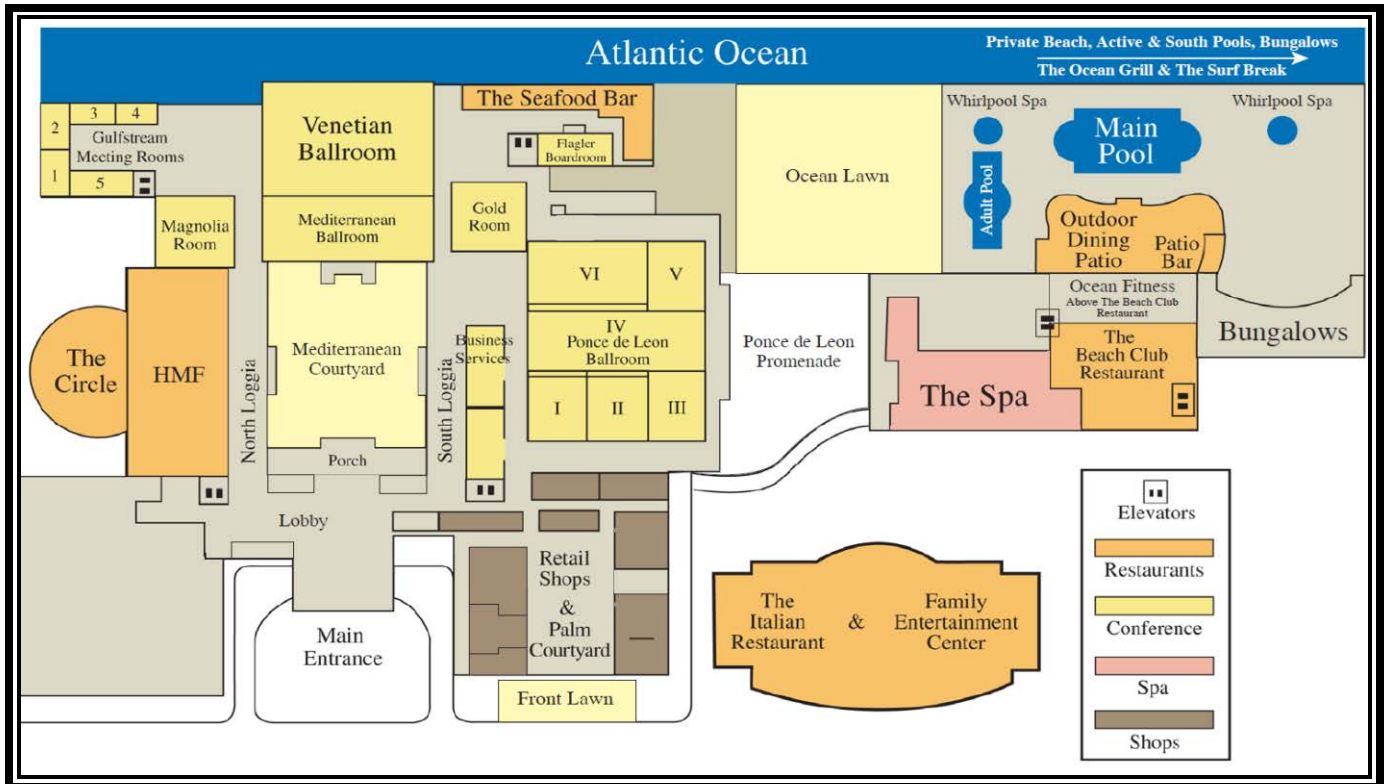 Atlantic Ocean
Private Beach, Active & South Pools, Bungalows
The Ocean Grill & The Surf Break
2
3
4
Gulfstream
Meeting Rooms
1
5
Venetian
Ballroom
The Seafood Bar
Flagler
Boardroom
Ocean Lawn
Whirlpool Spa
Main
Pool
Whirlpool Spa
Adult Pool
Magnolia
Room
Mediterranean
Ballroom
Gold
Room
Outdoor
Dining
Patio
Patio
Bar
VI
V
IV
Ponce de Leon
Ballroom
I
II
III
Ocean Fitness
Above The Beach Club
Restaurant
Bungalows
The
Circle
HMF
North Loggia
Mediterranean
Courtyard
South Loggia
Business
Services
Ponce de Leon
Promenade
The Spa
The
Beach Club
Restaurant
Porch
Lobby
Retail
Shops
&
Palm
Courtyard
Main
Entrance
Front Lawn
The
Italian
Restaurant
&
Family
Entertainment
Center
Elevators
Restaurants
Conference
Spa
Shops